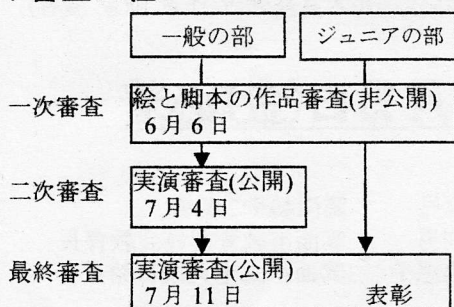 一般の部 ジュニアの部
一次審査 絵と脚本の作品審査(非公開)
6月6日
二次審査 実演審査(公開)
7月4日
最終審査 実演審査(公開)
7月11日 表彰